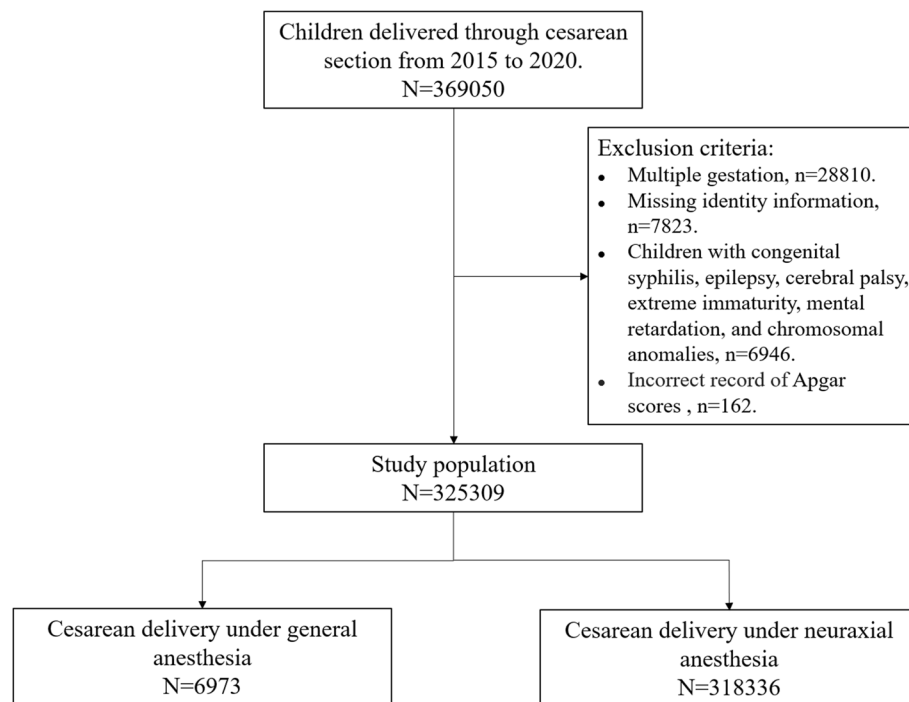 Children delivered through cesarean
section from 2015 to 2020.
N=369050
Exclusion criteria:
• Multiple gestation, n=28810.
• Missing identity information,
n=7823.
• Children with congenital
syphilis, epilepsy, cerebral palsy,
extreme immaturity, mental
retardation, and chromosomal
anomalies, n=6946.
• Incorrect record of Apgar
scores , n=162.
Study population
N=325309
Cesarean delivery under general
anesthesia
N=6973
Cesarean delivery under neuraxial
anesthesia
N=318336